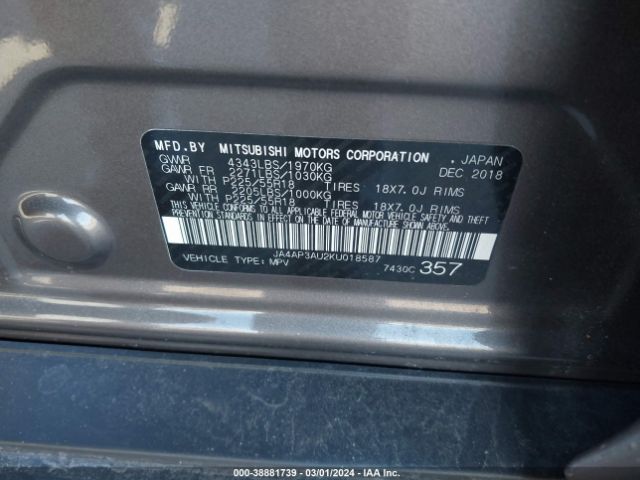 MFD.BY MITSUBISHI MOTORS CORPORATION , JAPAN
GVWR 4343LBS/1970KG DEC 2018
GAWR FR 2271LBS/1030KG
WITH P225/55R18 TIRES 18X7.0J RIMS
GAWR RR 2205LBS/1000KG
WITH P225/55R18 TIRES 18X7.0J RIMS
THIS VEHICLE CONFORMS TO ALL APPLICABLE FEDERAL MOTOR VEHICLE SAFETY AND THEFT
PREVENTION STANDARDS IN EFFECT ON THE DATE OF MANUFACTURE SHOWN ABOVE.
JA4AP3AU2KU018587
VEHICLE TYPE: MPV 7430C 357
000-38881739 — 03/01/2024 — IAA Inc.